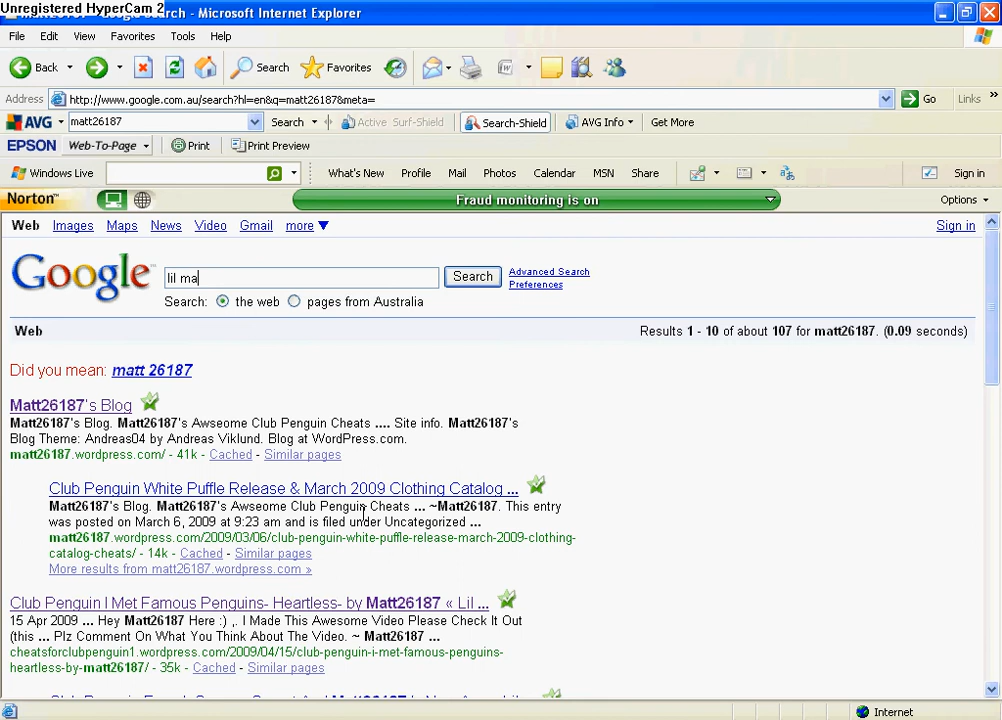 Unregistered HyperCam 2
Search - Microsoft Internet Explorer
File Edit View Favorites Tools Help
Back Search Favorites
Address http://www.google.com.au/search?hl=en&q=matt26187&meta= Go Links »
AVG matt26187 Search Active Surf-Shield Search-Shield AVG Info Get More
EPSON Web-To-Page Print Print Preview
Windows Live What's New Profile Mail Photos Calendar MSN Share Sign in
Norton™ Fraud monitoring is on Options
Web Images Maps News Video Gmail more ▼ Sign in
Google™ lil ma Search Advanced Search
Preferences
Search: the web pages from Australia
Web Results 1 - 10 of about 107 for matt26187. (0.09 seconds)
Did you mean: matt 26187
Matt26187's Blog
Matt26187's Blog. Matt26187's Awseome Club Penguin Cheats .... Site info. Matt26187's
Blog Theme: Andreas04 by Andreas Viklund. Blog at WordPress.com.
matt26187.wordpress.com/ - 41k - Cached - Similar pages
Club Penguin White Puffle Release & March 2009 Clothing Catalog ...
Matt26187's Blog. Matt26187's Awseome Club Penguin Cheats ... ~Matt26187. This entry
was posted on March 6, 2009 at 9:23 am and is filed under Uncategorized ...
matt26187.wordpress.com/2009/03/06/club-penguin-white-puffle-release-march-2009-clothing-
catalog-cheats/ - 14k - Cached - Similar pages
More results from matt26187.wordpress.com »
Club Penguin I Met Famous Penguins- Heartless- by Matt26187 « Lil ...
15 Apr 2009 ... Hey Matt26187 Here :) ,. I Made This Awesome Video Please Check It Out
(this ... Plz Comment On What You Think About The Video. ~ Matt26187 ...
cheatsforclubpenguin1.wordpress.com/2009/04/15/club-penguin-i-met-famous-penguins-
heartless-by-matt26187/ - 35k - Cached - Similar pages
Internet